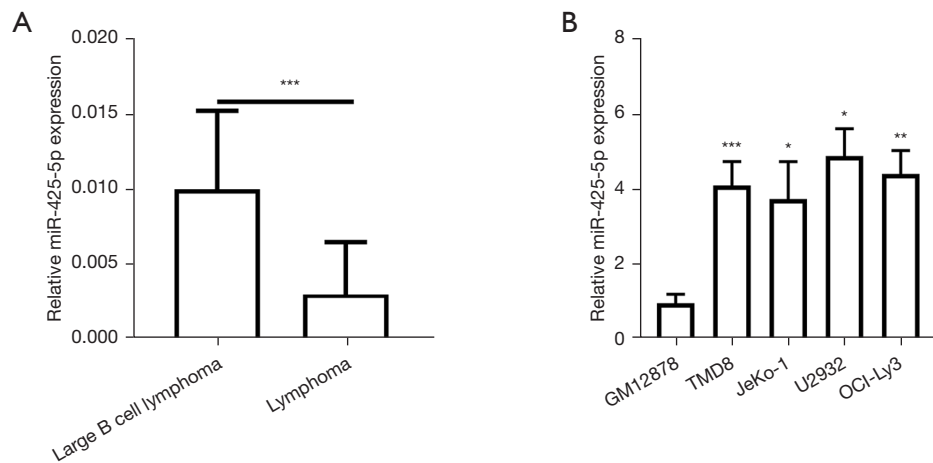 A
Relative miR-425-5p expression
0.020
0.015
0.010
0.005
0.000
***
Large B cell lymphoma
Lymphoma
B
Relative miR-425-5p expression
8
6
4
2
0
***
*
*
**
GM12878
TMD8
JeKo-1
U2932
OCI-Ly3